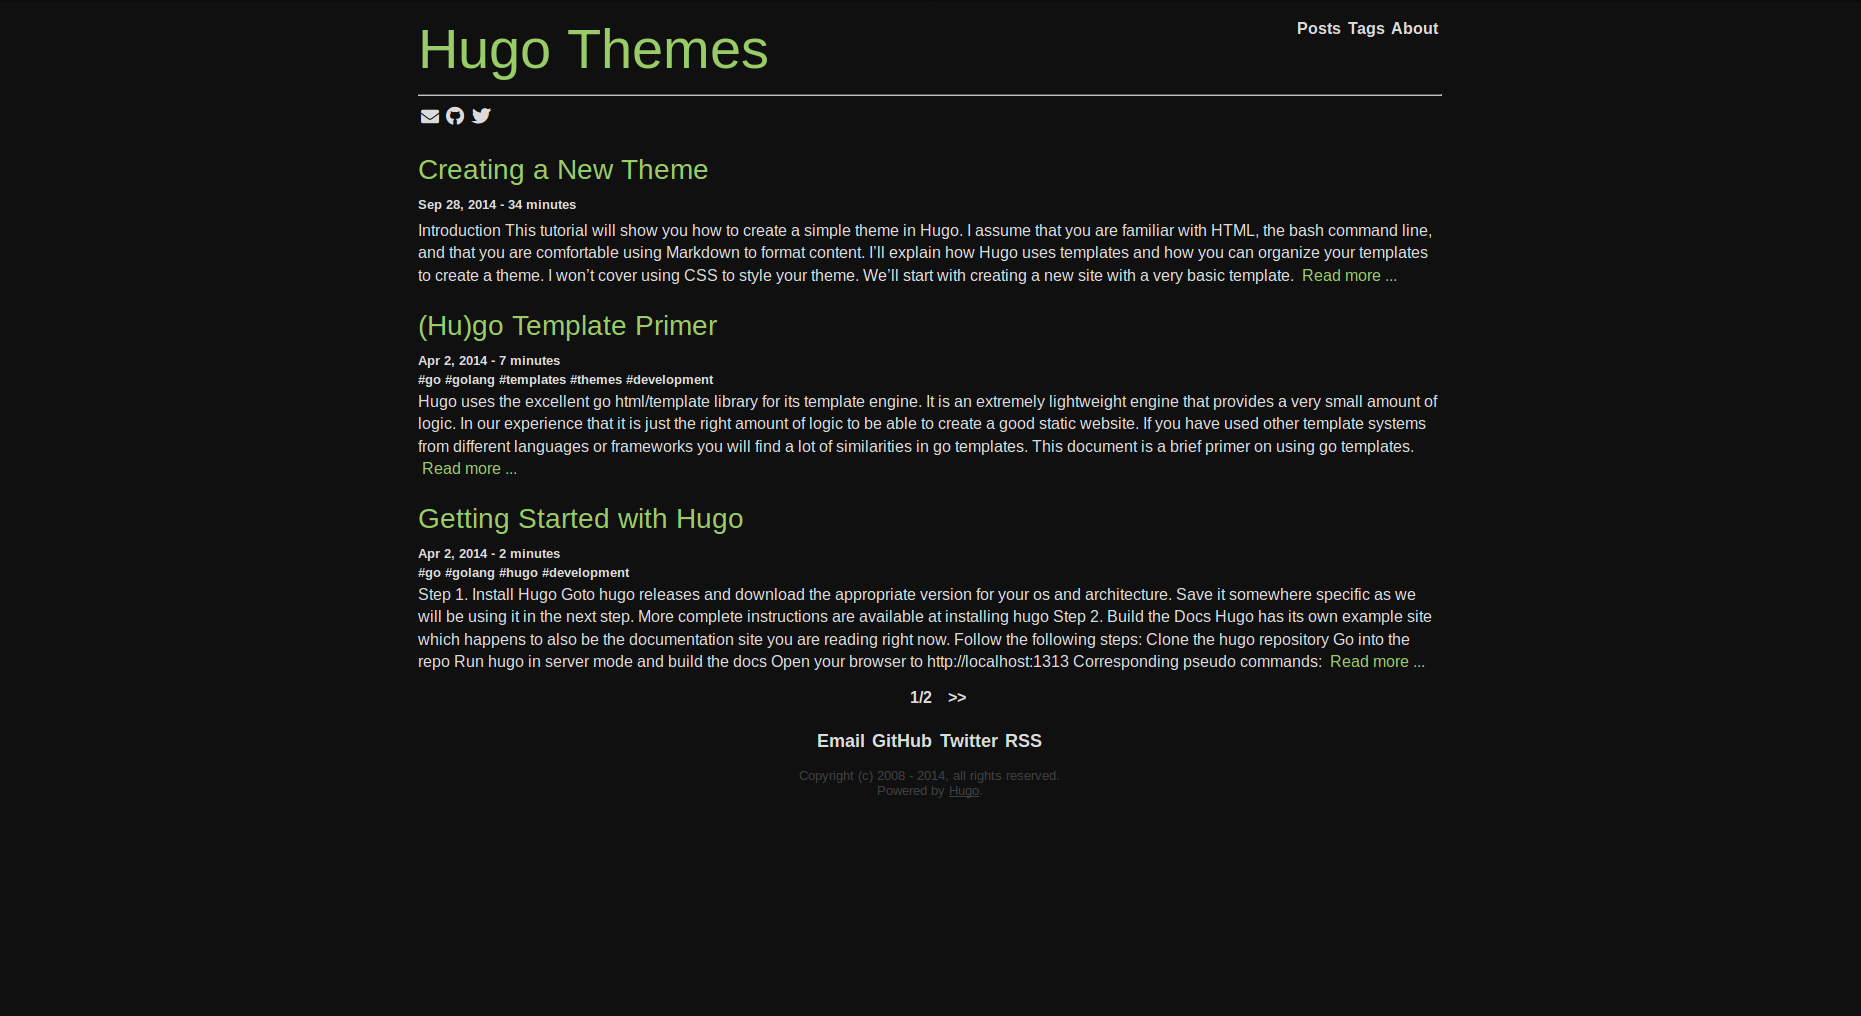 Hugo Themes
Posts Tags About
Creating a New Theme
Sep 28, 2014 - 34 minutes
Introduction This tutorial will show you how to create a simple theme in Hugo. I assume that you are familiar with HTML, the bash command line,
and that you are comfortable using Markdown to format content. I’ll explain how Hugo uses templates and how you can organize your templates
to create a theme. I won’t cover using CSS to style your theme. We’ll start with creating a new site with a very basic template. Read more ...
(Hu)go Template Primer
Apr 2, 2014 - 7 minutes
#go #golang #templates #themes #development
Hugo uses the excellent go html/template library for its template engine. It is an extremely lightweight engine that provides a very small amount of
logic. In our experience that it is just the right amount of logic to be able to create a good static website. If you have used other template systems
from different languages or frameworks you will find a lot of similarities in go templates. This document is a brief primer on using go templates.
Read more ...
Getting Started with Hugo
Apr 2, 2014 - 2 minutes
#go #golang #hugo #development
Step 1. Install Hugo Goto hugo releases and download the appropriate version for your os and architecture. Save it somewhere specific as we
will be using it in the next step. More complete instructions are available at installing hugo Step 2. Build the Docs Hugo has its own example site
which happens to also be the documentation site you are reading right now. Follow the following steps: Clone the hugo repository Go into the
repo Run hugo in server mode and build the docs Open your browser to http://localhost:1313 Corresponding pseudo commands: Read more ...
1/2 >>
Email GitHub Twitter RSS
Copyright (c) 2008 - 2014, all rights reserved.
Powered by Hugo.